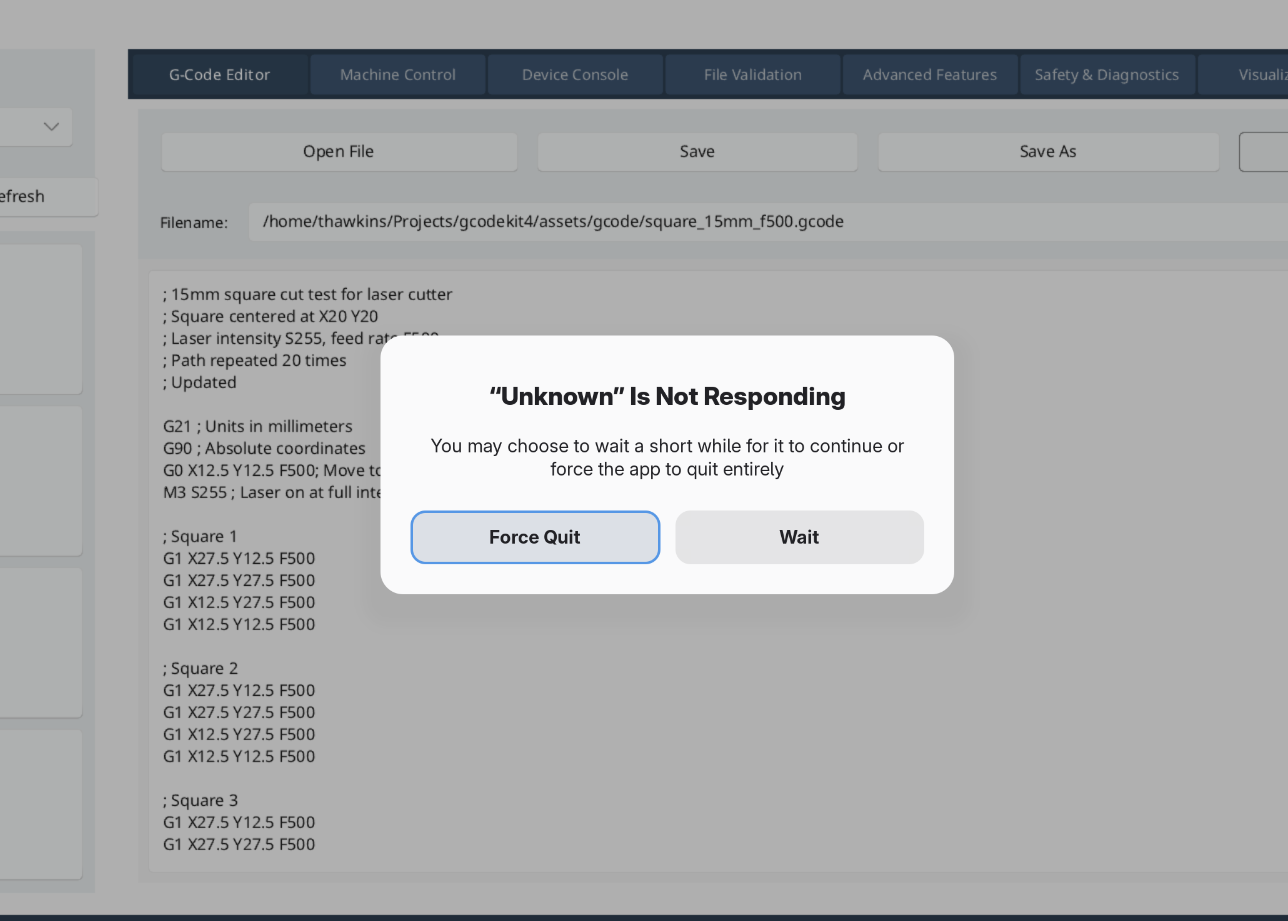 G-Code Editor Machine Control Device Console File Validation Advanced Features Safety & Diagnostics Visualiz
Open File Save Save As
efresh
Filename: /home/thawkins/Projects/gcodekit4/assets/gcode/square_15mm_f500.gcode
; 15mm square cut test for laser cutter
; Square centered at X20 Y20
; Laser intensity S255, feed rate F500
; Path repeated 20 times
; Updated
G21 ; Units in millimeters
G90 ; Absolute coordinates
G0 X12.5 Y12.5 F500; Move to
M3 S255 ; Laser on at full inte
; Square 1
G1 X27.5 Y12.5 F500
G1 X27.5 Y27.5 F500
G1 X12.5 Y27.5 F500
G1 X12.5 Y12.5 F500
; Square 2
G1 X27.5 Y12.5 F500
G1 X27.5 Y27.5 F500
G1 X12.5 Y27.5 F500
G1 X12.5 Y12.5 F500
; Square 3
G1 X27.5 Y12.5 F500
G1 X27.5 Y27.5 F500
“Unknown” Is Not Responding
You may choose to wait a short while for it to continue or
force the app to quit entirely
Force Quit Wait